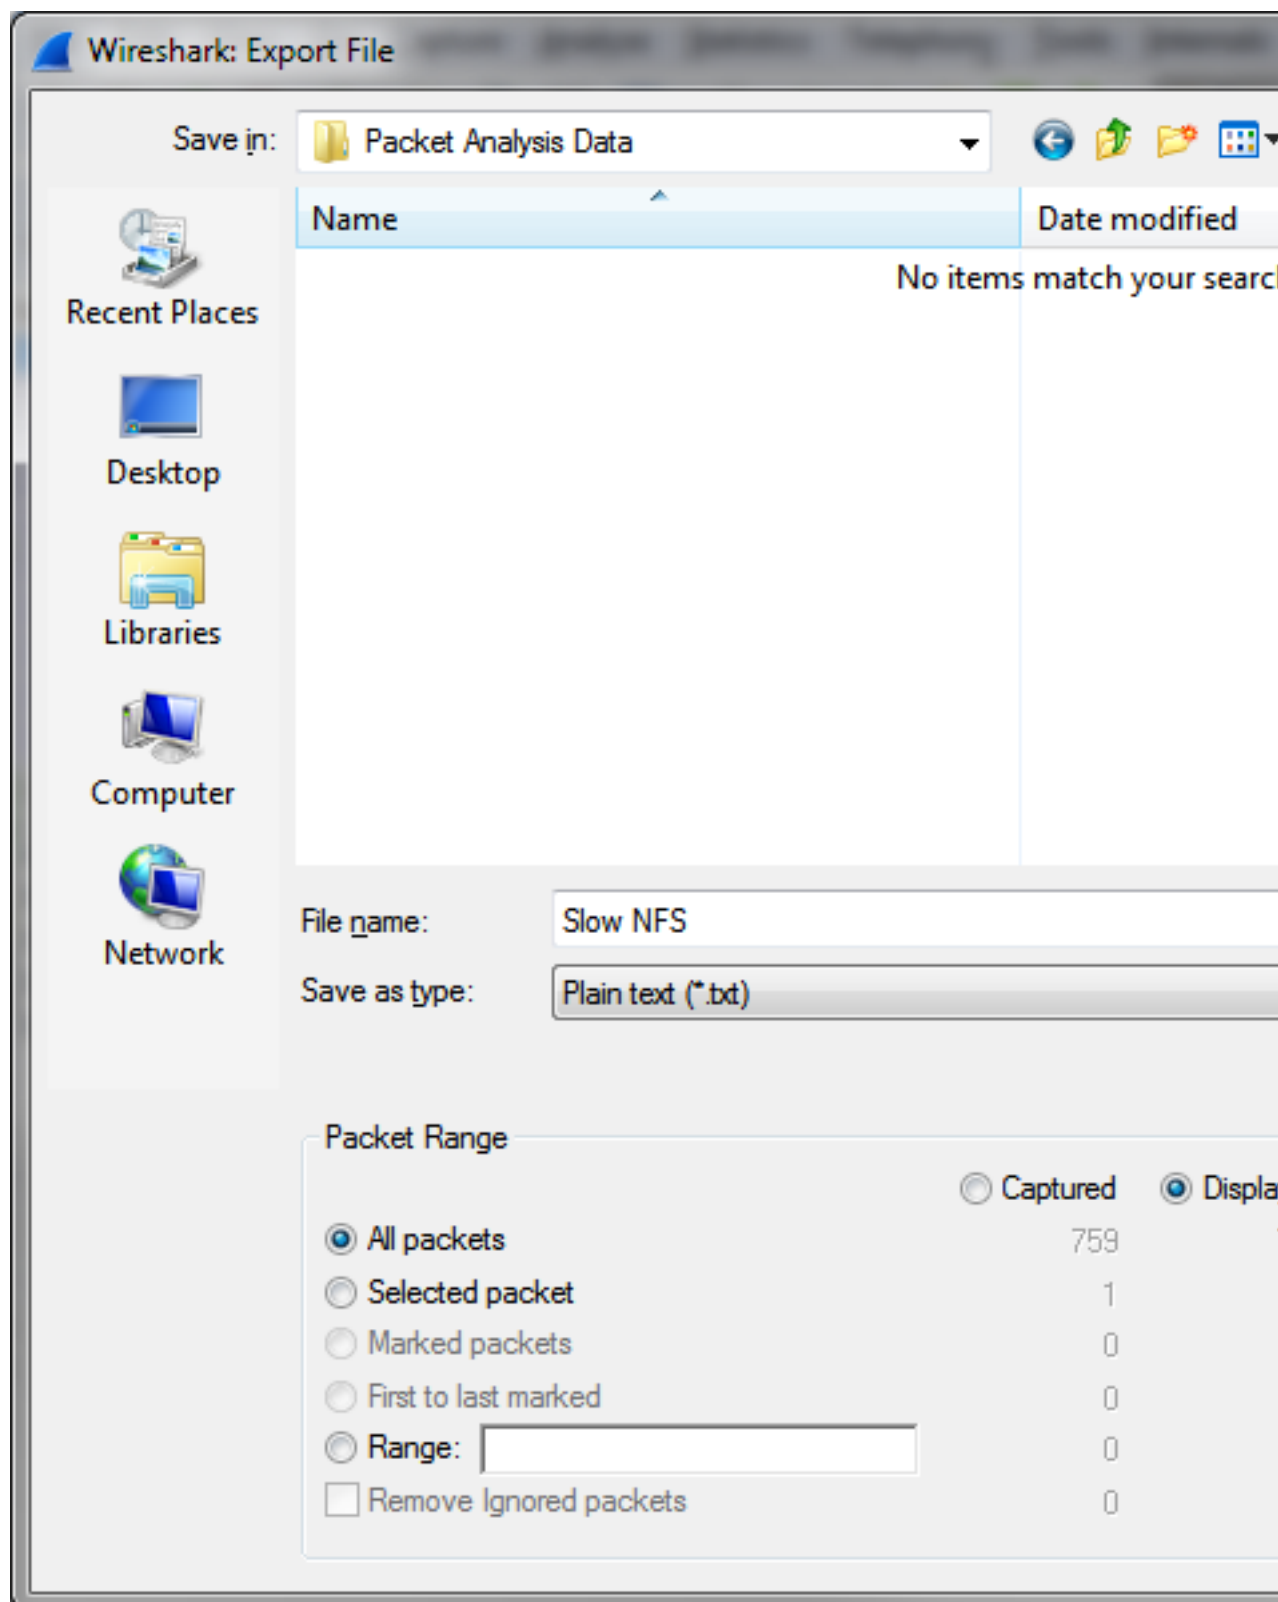 Wireshark: Export File
Save in:
Packet Analysis Data
Name
Date modified
No items match your
Recent Places
Desktop
Libraries
Computer
Network
File name:
Slow NFS
Save as type:
Plain text (*.txt)
Packet Range
Captured
All packets
759
Selected packet
1
Marked packets
0
First to last marked
0
Range:
0
Remove Ignored packets
0